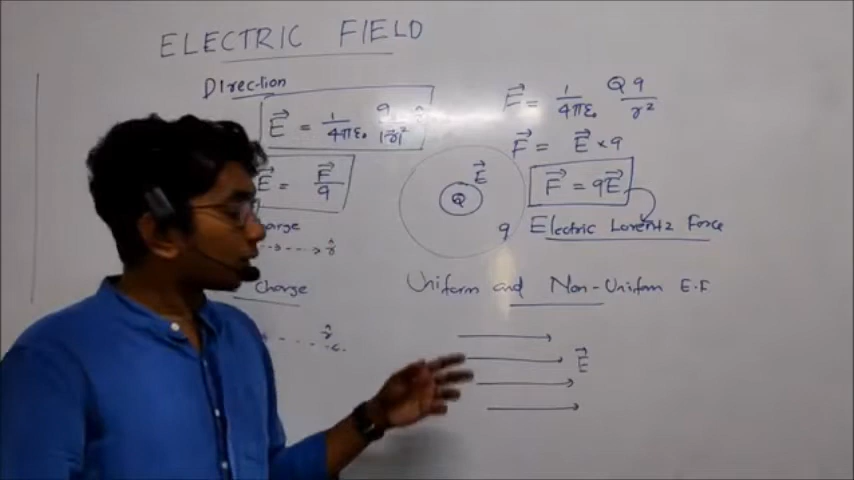 ELECTRIC FIELD
Direction
E⃗ = 1/4πε₀ q/|r⃗|² r̂
E⃗ = F⃗/q
charge
r̂
Charge
r̂
E⃗ = 1/4πε₀ Qq/r²
F⃗ = E⃗ × q
F⃗ = qE⃗
E⃗
Q
q
Electric Lorentz Force
Uniform and Non-Uniform E.F
E⃗